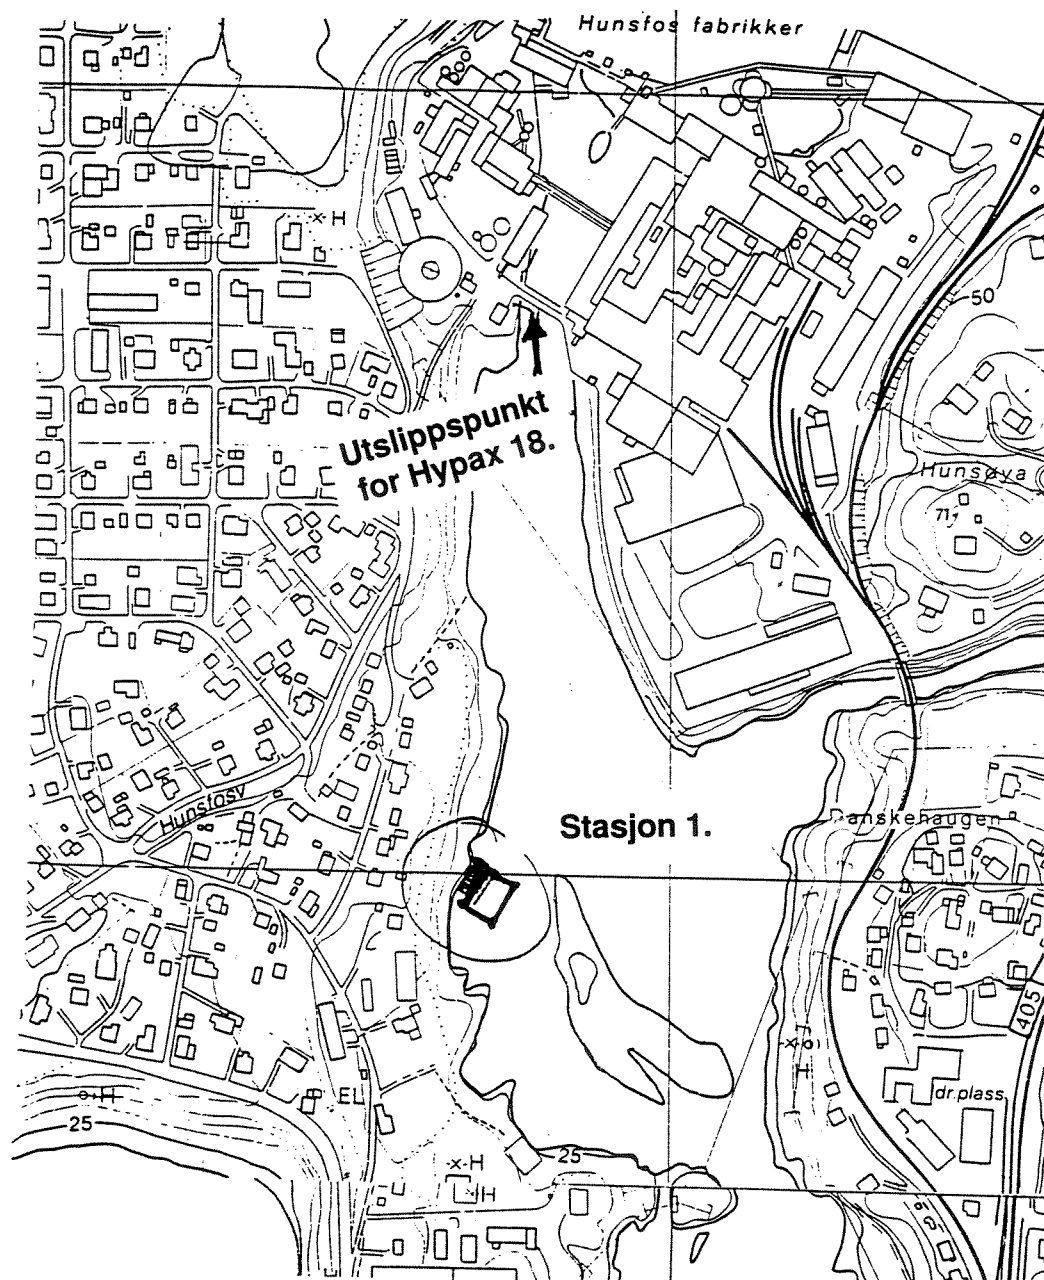 Hunsfos fabrikker
H
50
Utslippspunkt
for Hypax 18.
Hunsøya
71
Hunsfosv
Stasjon 1.
Danskehaugen
405
H
H
EL
dr.plass
25
25
H
H